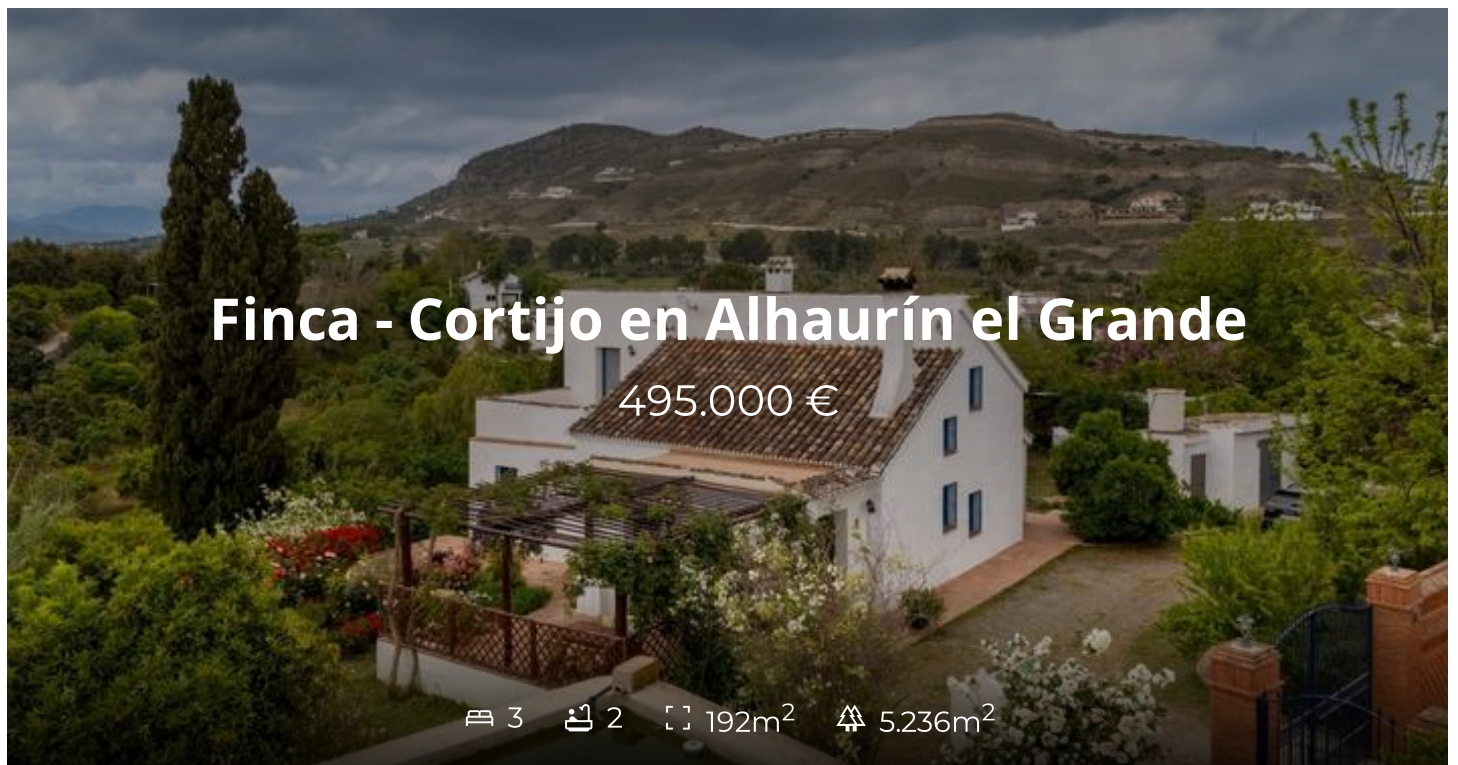 Finca - Cortijo en Alhaurín el Grande
495.000 €
3 2 192m² 5.236m²